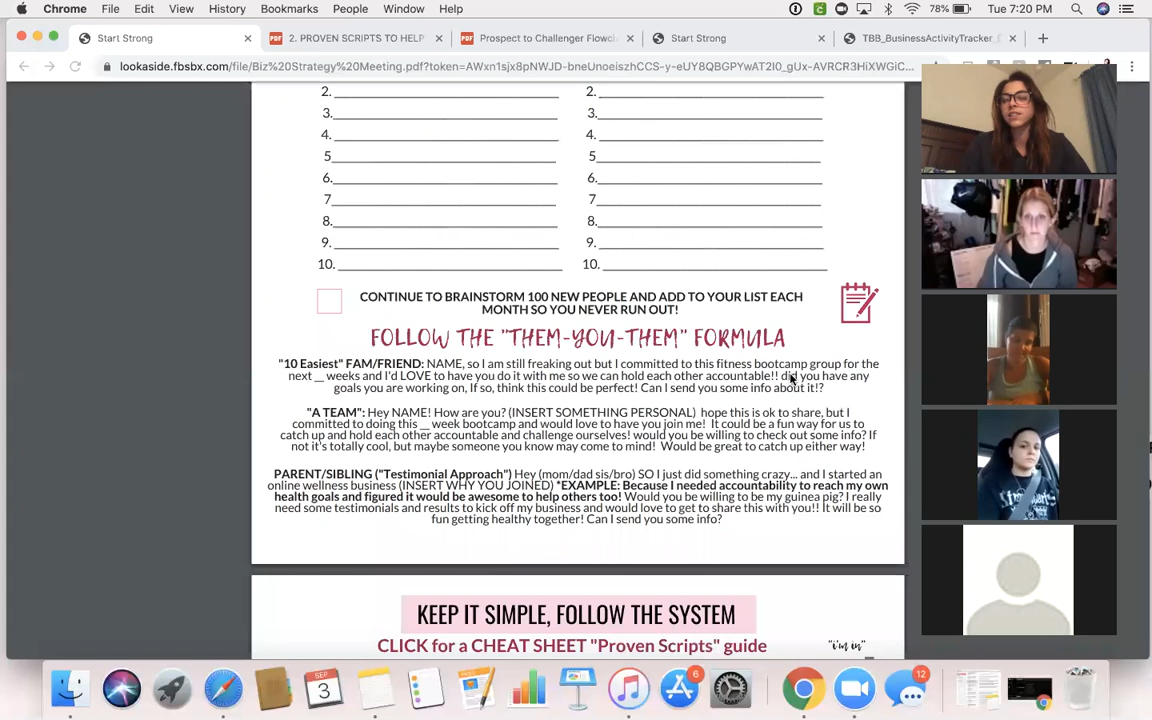 Chrome File Edit View History Bookmarks People Window Help 78% Tue 7:20 PM
Start Strong 2. PROVEN SCRIPTS TO HELP Prospect to Challenger Flowch Start Strong TBB_BusinessActivityTracker_
lookaside.fbsbx.com/file/Biz%20Strategy%20Meeting.pdf?token=
2. 2.
3. 3.
4. 4.
5 5
6. 6.
7 7
8. 8.
9. 9.
10. 10.
CONTINUE TO BRAINSTORM 100 NEW PEOPLE AND ADD TO YOUR LIST EACH
MONTH SO YOU NEVER RUN OUT!
FOLLOW THE "THEM-YOU-THEM" FORMULA
"10 Easiest" FAM/FRIEND: NAME, so I am still freaking out but I committed to this fitness bootcamp group for the
next __ weeks and I'd LOVE to have you do it with me so we can hold each other accountable!! did you have any
goals you are working on, If so, think this could be perfect! Can I send you some info about it!?
"A TEAM": Hey NAME! How are you? (INSERT SOMETHING PERSONAL) hope this is ok to share, but I
committed to doing this __ week bootcamp and would love to have you join me! It could be a fun way for us to
catch up and hold each other accountable and challenge ourselves! would you be willing to check out some info? If
not it's totally cool, but maybe someone you know may come to mind! Would be great to catch up either way!
PARENT/SIBLING ("Testimonial Approach") Hey (mom/dad sis/bro) SO I just did something crazy... and I started an
online wellness business (INSERT WHY YOU JOINED) *EXAMPLE: Because I needed accountability to reach my own
health goals and figured it would be awesome to help others too! Would you be willing to be my guinea pig? I really
need some testimonials and results to kick off my business and would love to get to share this with you!! It will be so
fun getting healthy together! Can I send you some info?
KEEP IT SIMPLE, FOLLOW THE SYSTEM
CLICK for a CHEAT SHEET "Proven Scripts" guide
"i'm in"
SEP
3
6
12